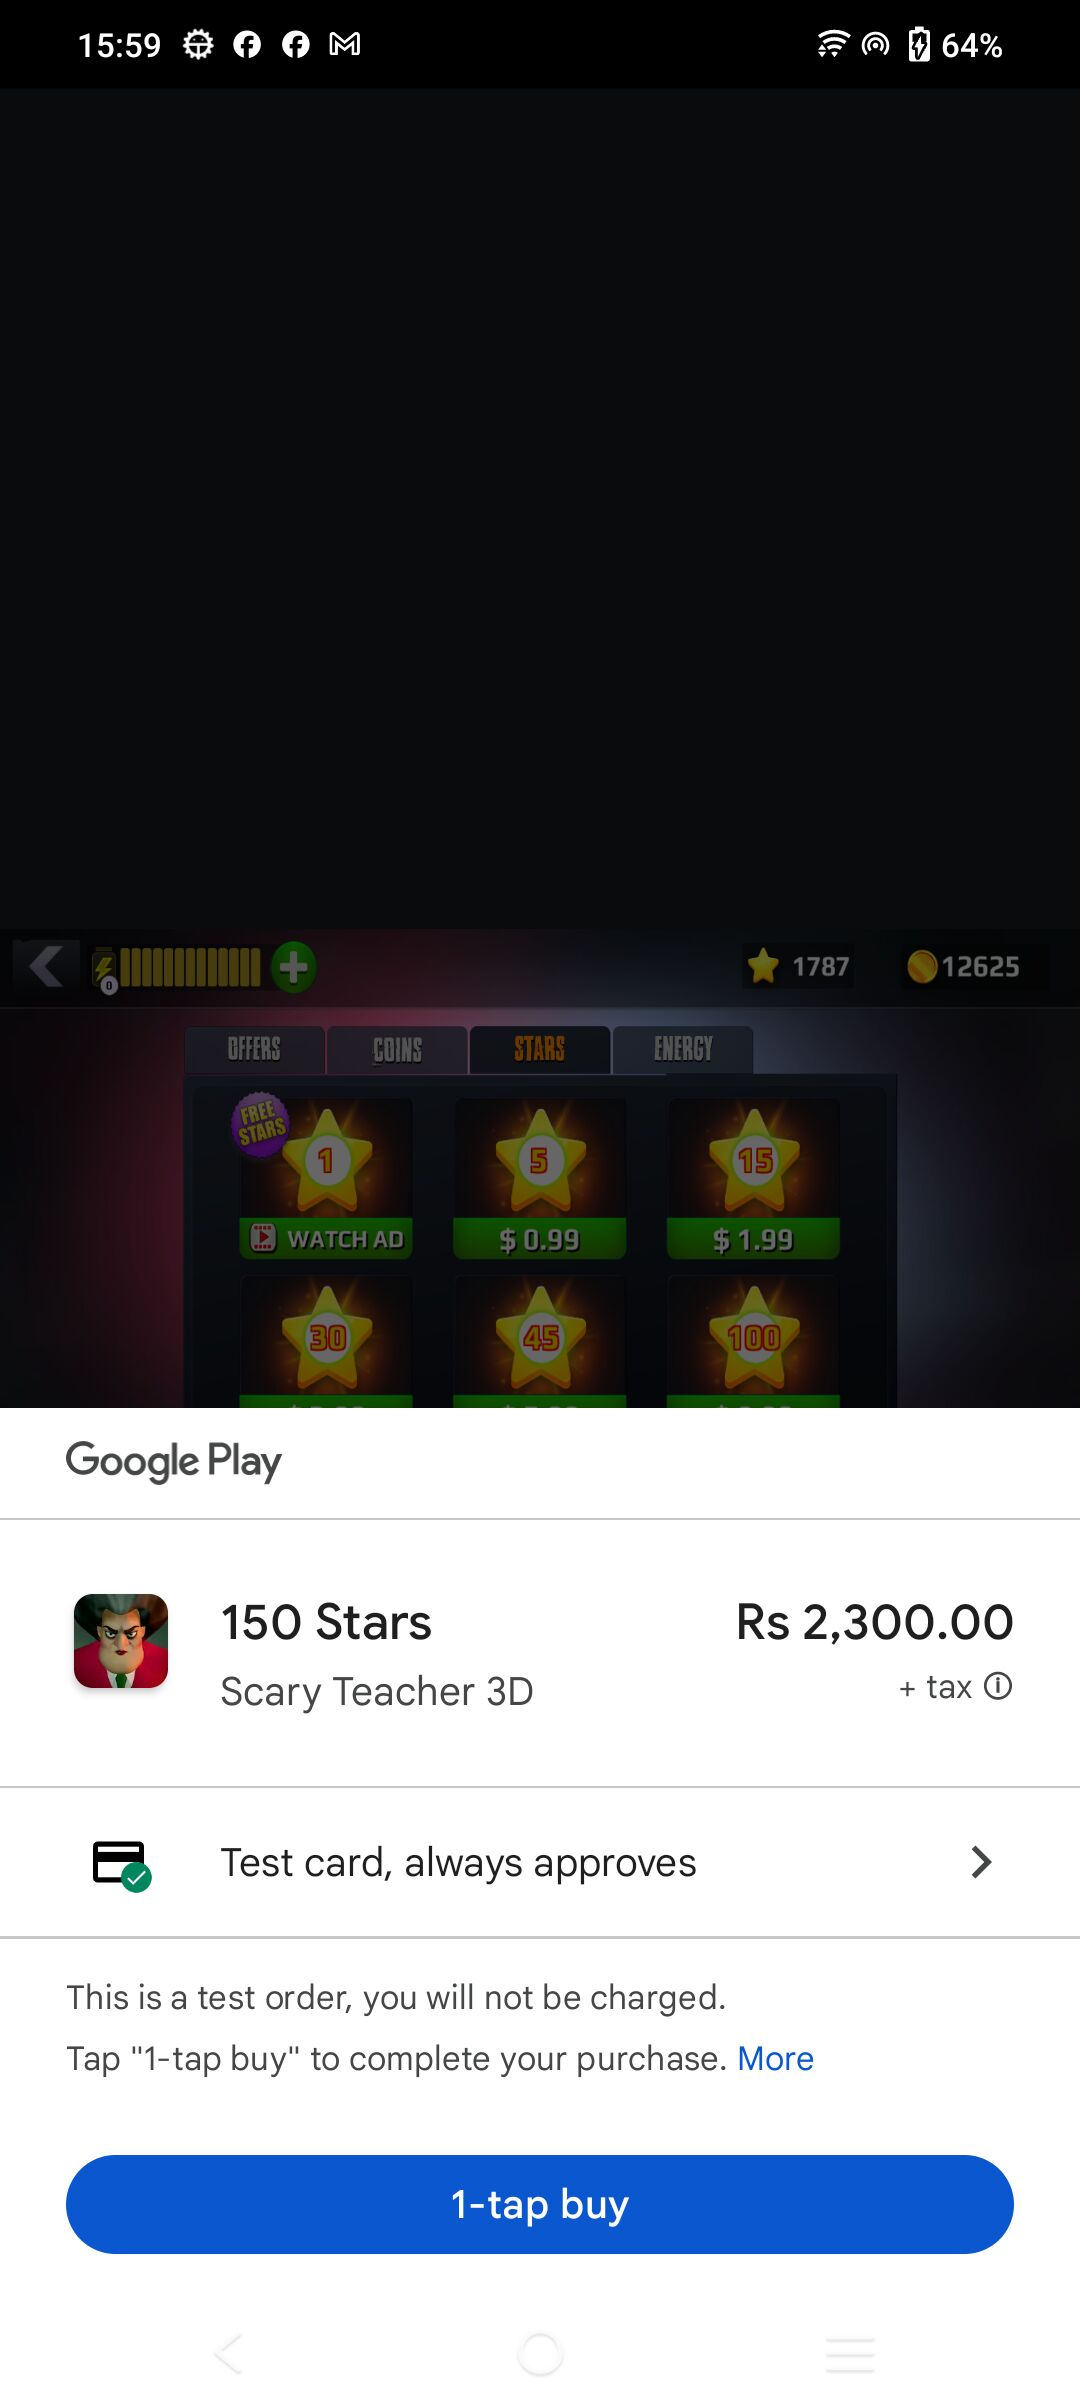 15:59
64%
0
1787
12625
OFFERS
COINS
STARS
ENERGY
FREE
STARS
1
5
15
WATCH AD
$ 0.99
$ 1.99
30
45
100
Google Play
150 Stars
Rs 2,300.00
Scary Teacher 3D
+ tax
Test card, always approves
This is a test order, you will not be charged.
Tap "1-tap buy" to complete your purchase. More
1-tap buy